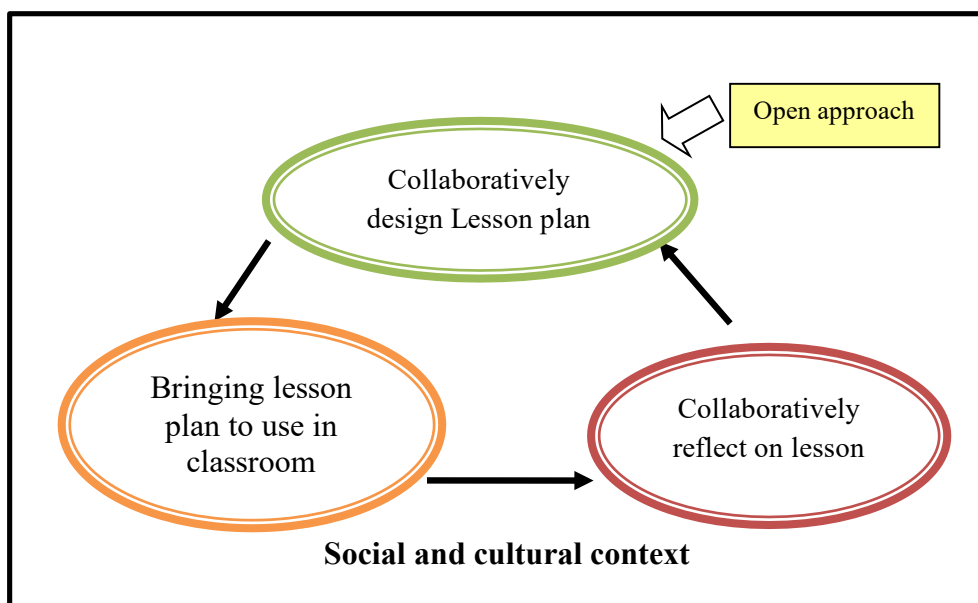 Open approach
Collaboratively
design Lesson plan
Bringing lesson
plan to use in
classroom
Collaboratively
reflect on lesson
Social and cultural context